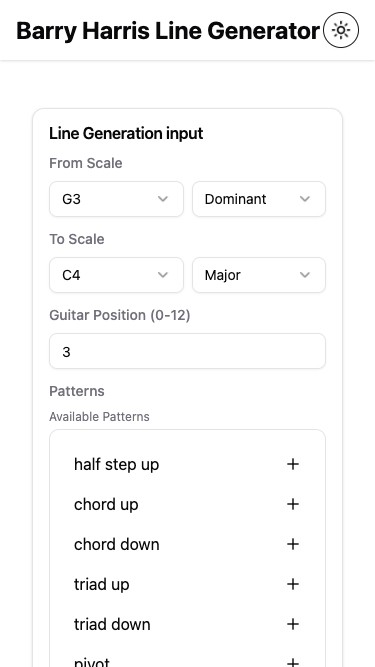 Barry Harris Line Generator
Line Generation input
From Scale
G3 Dominant
To Scale
C4 Major
Guitar Position (0-12)
3
Patterns
Available Patterns
half step up
chord up
chord down
triad up
triad down
pivot